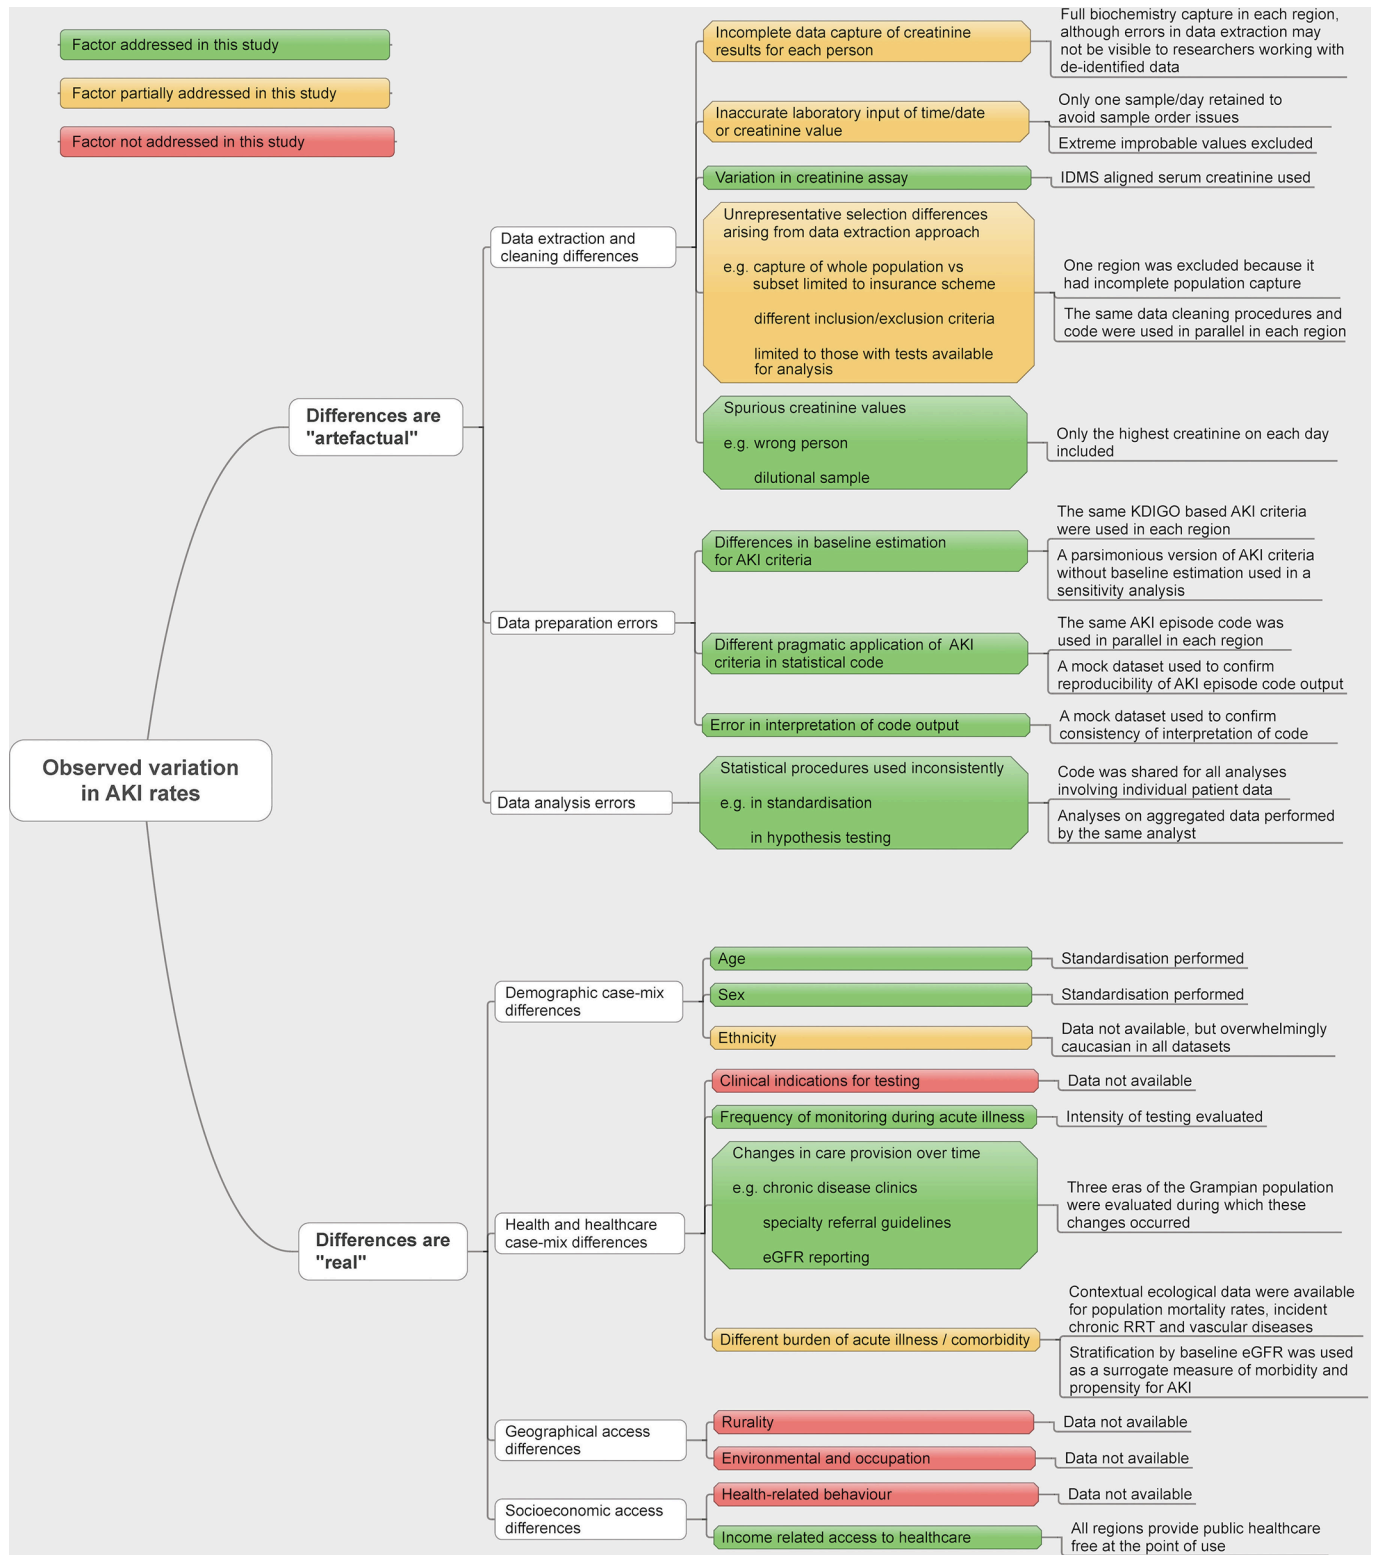 Factor addressed in this study
Factor partially addressed in this study
Factor not addressed in this study
Observed variation
in AKI rates
Differences are
"artefactual"
Data extraction and
cleaning differences
Incomplete data capture of creatinine
results for each person
Full biochemistry capture in each region,
although errors in data extraction may
not be visible to researchers working with
de-identified data
Inaccurate laboratory input of time/date
or creatinine value
Only one sample/day retained to
avoid sample order issues
Extreme improbable values excluded
Variation in creatinine assay
IDMS aligned serum creatinine used
Unrepresentative selection differences
arising from data extraction approach
e.g. capture of whole population vs
subset limited to insurance scheme
different inclusion/exclusion criteria
limited to those with tests available
for analysis
One region was excluded because it
had incomplete population capture
The same data cleaning procedures and
code were used in parallel in each region
Spurious creatinine values
e.g. wrong person
dilutional sample
Only the highest creatinine on each day
included
Data preparation errors
Differences in baseline estimation
for AKI criteria
The same KDIGO based AKI criteria
were used in each region
A parsimonious version of AKI criteria
without baseline estimation used in a
sensitivity analysis
Different pragmatic application of AKI
criteria in statistical code
The same AKI episode code was
used in parallel in each region
A mock dataset used to confirm
reproducibility of AKI episode code output
Error in interpretation of code output
A mock dataset used to confirm
consistency of interpretation of code
Data analysis errors
Statistical procedures used inconsistently
e.g. in standardisation
in hypothesis testing
Code was shared for all analyses
involving individual patient data
Analyses on aggregated data performed
by the same analyst
Differences are
"real"
Demographic case-mix
differences
Age
Standardisation performed
Sex
Standardisation performed
Ethnicity
Data not available, but overwhelmingly
caucasian in all datasets
Health and healthcare
case-mix differences
Clinical indications for testing
Data not available
Frequency of monitoring during acute illness
Intensity of testing evaluated
Changes in care provision over time
e.g. chronic disease clinics
specialty referral guidelines
eGFR reporting
Three eras of the Grampian population
were evaluated during which these
changes occurred
Different burden of acute illness / comorbidity
Contextual ecological data were available
for population mortality rates, incident
chronic RRT and vascular diseases
Stratification by baseline eGFR was used
as a surrogate measure of morbidity and
propensity for AKI
Geographical access
differences
Rurality
Data not available
Environmental and occupation
Data not available
Socioeconomic access
differences
Health-related behaviour
Data not available
Income related access to healthcare
All regions provide public healthcare
free at the point of use